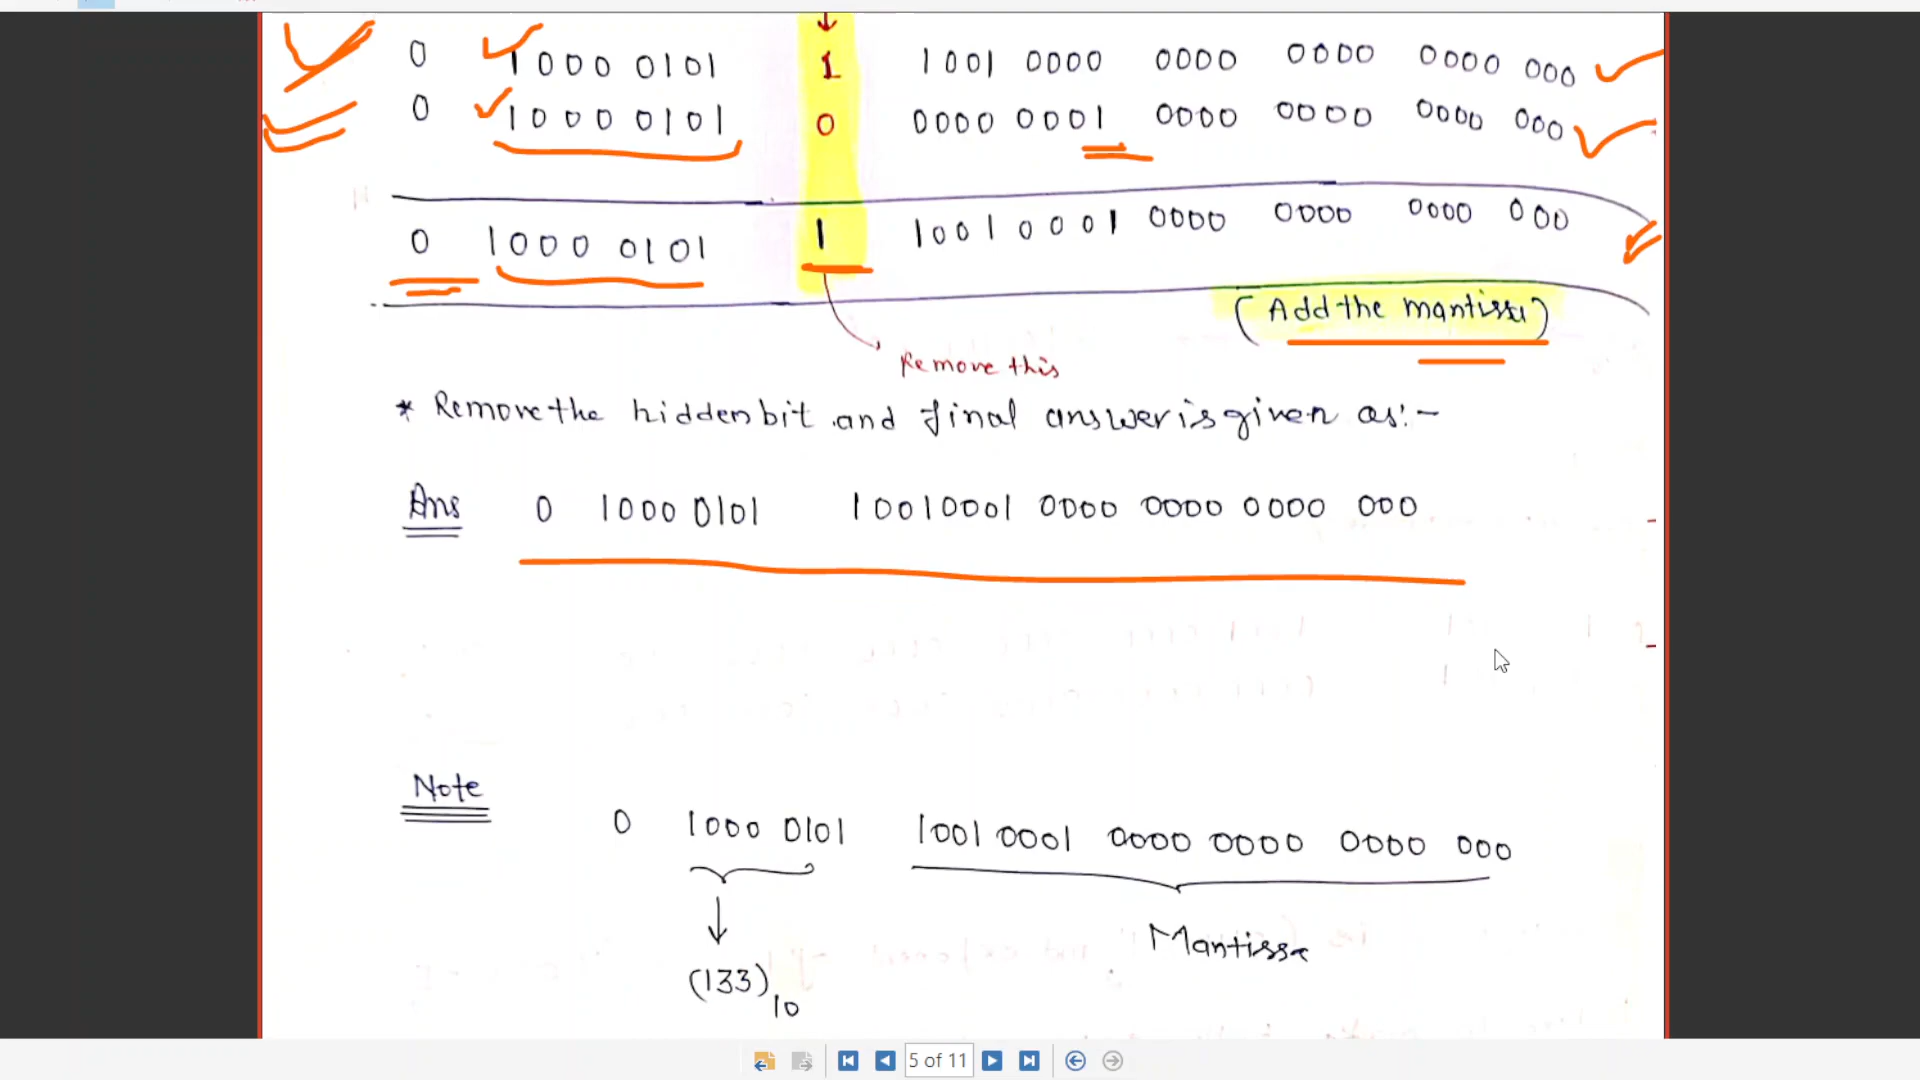 0 1000 0101 1 1001 0000 0000 0000 0000 000
0 1000 0101 0 0000 0001 0000 0000 0000 000
0 1000 0101 1 1001 0001 0000 0000 0000 000
(Add the mantissa)
Remove this
* Remove the hidden bit and final answer is given as:-
Ans 0 1000 0101 10010001 0000 0000 0000 000
Note
0 1000 0101 1001 0001 0000 0000 0000 000
Mantissa
(133)10
5 of 11